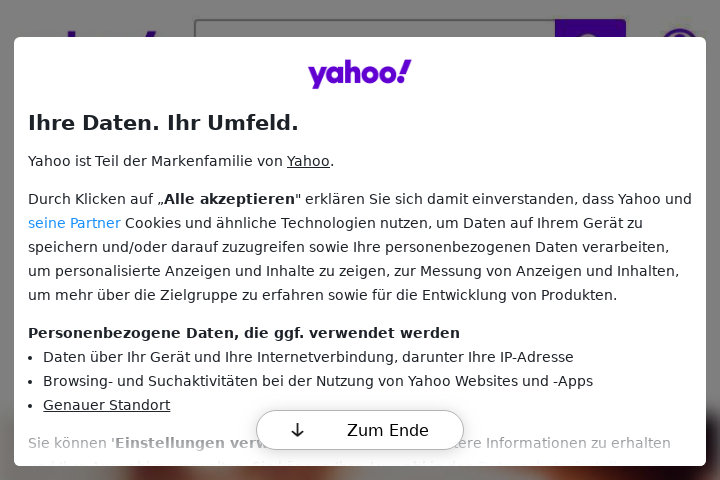 yahoo!
Ihre Daten. Ihr Umfeld.
Yahoo ist Teil der Markenfamilie von Yahoo.
Durch Klicken auf „Alle akzeptieren" erklären Sie sich damit einverstanden, dass Yahoo und
seine Partner Cookies und ähnliche Technologien nutzen, um Daten auf Ihrem Gerät zu
speichern und/oder darauf zuzugreifen sowie Ihre personenbezogenen Daten verarbeiten,
um personalisierte Anzeigen und Inhalte zu zeigen, zur Messung von Anzeigen und Inhalten,
um mehr über die Zielgruppe zu erfahren sowie für die Entwicklung von Produkten.
Personenbezogene Daten, die ggf. verwendet werden
• Daten über Ihr Gerät und Ihre Internetverbindung, darunter Ihre IP-Adresse
• Browsing- und Suchaktivitäten bei der Nutzung von Yahoo Websites und -Apps
• Genauer Standort
Zum Ende
Sie können 'Einstellungen Informationen zu erhalten